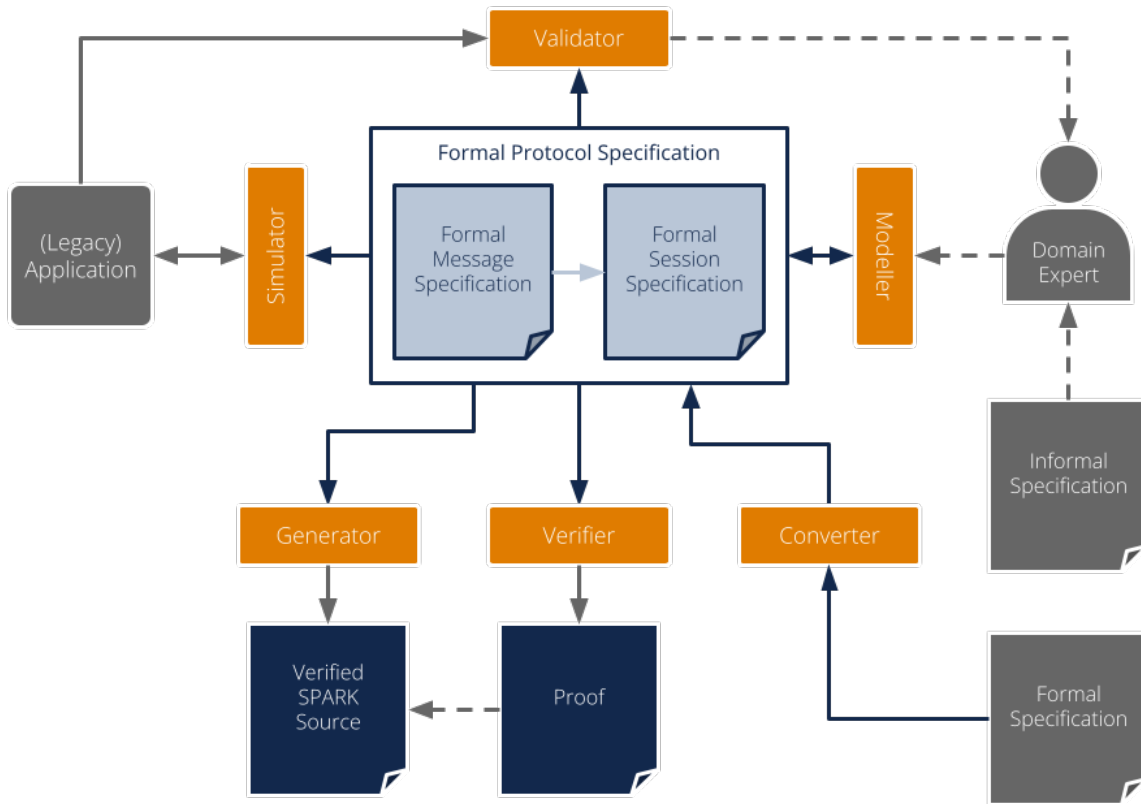 Validator
Formal Protocol Specification
(Legacy)
Application
Simulator
Formal
Message
Specification
Formal
Session
Specification
Modeller
Domain
Expert
Informal
Specification
Generator
Verifier
Converter
Verified
SPARK
Source
Proof
Formal
Specification